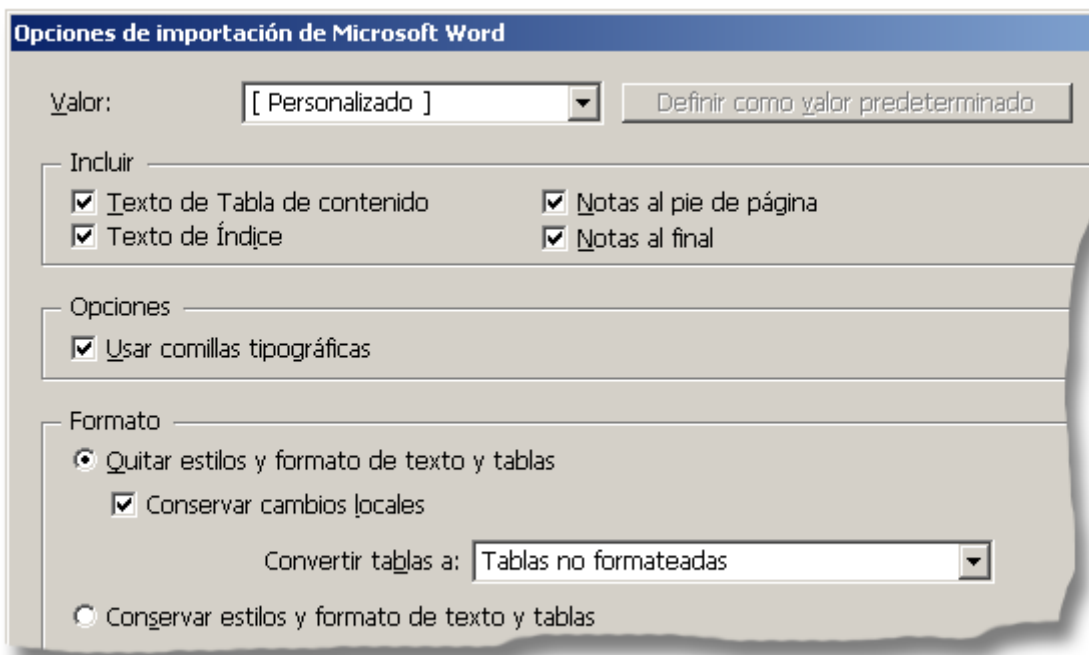 Opciones de importación de Microsoft Word
Valor: [ Personalizado ] Definir como valor predeterminado
Incluir
Texto de Tabla de contenido Notas al pie de página
Texto de Índice Notas al final
Opciones
Usar comillas tipográficas
Formato
Quitar estilos y formato de texto y tablas
Conservar cambios locales
Convertir tablas a: Tablas no formateadas
Conservar estilos y formato de texto y tablas